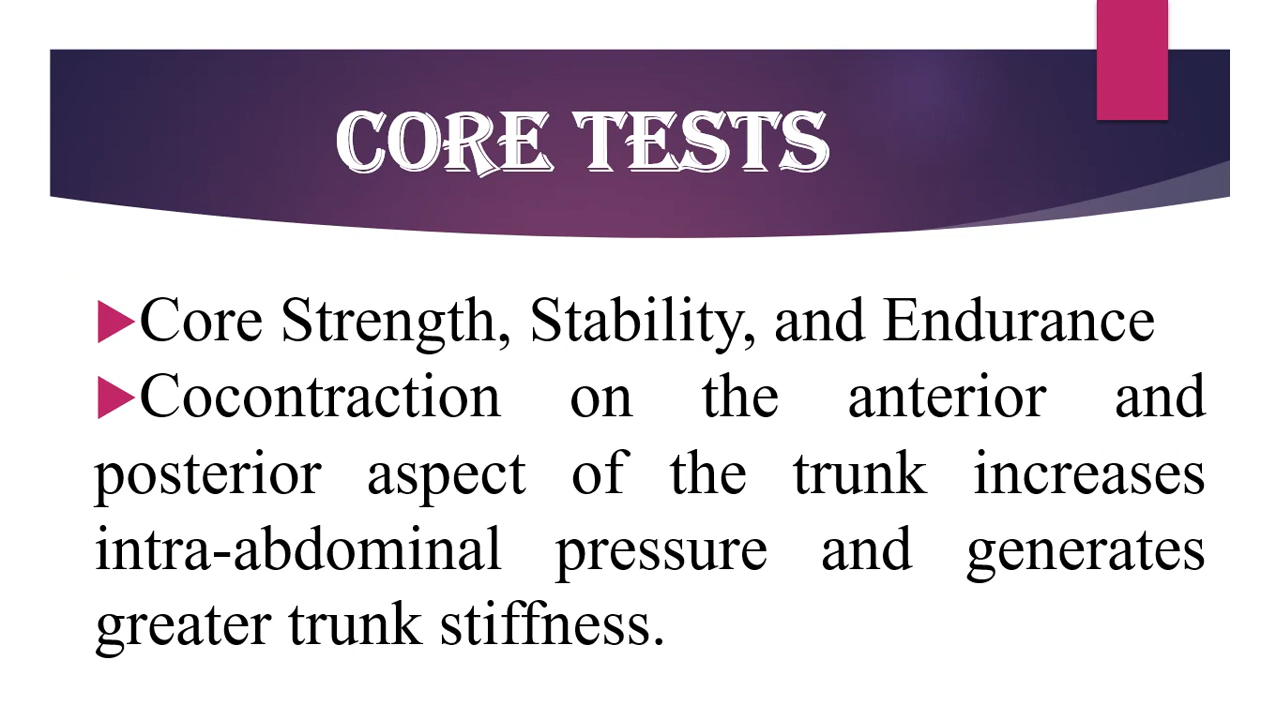 CORE TESTS
Core Strength, Stability, and Endurance
Cocontraction on the anterior and
posterior aspect of the trunk increases
intra-abdominal pressure and generates
greater trunk stiffness.